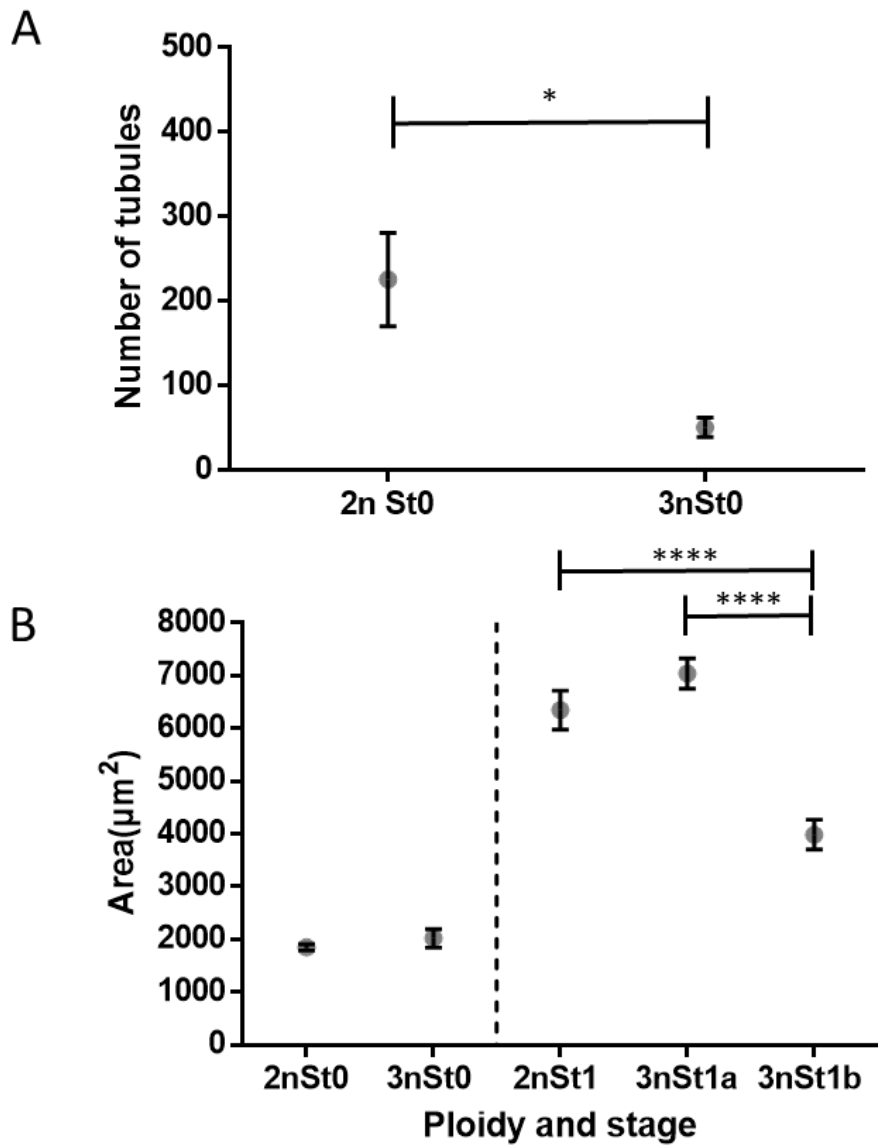 A
500
400
300
200
100
0
Number of tubules
*
2n St0 3nSt0
B
8000
7000
6000
5000
4000
3000
2000
1000
0
Area(µm²)
****
****
2nSt0 3nSt0 2nSt1 3nSt1a 3nSt1b
Ploidy and stage